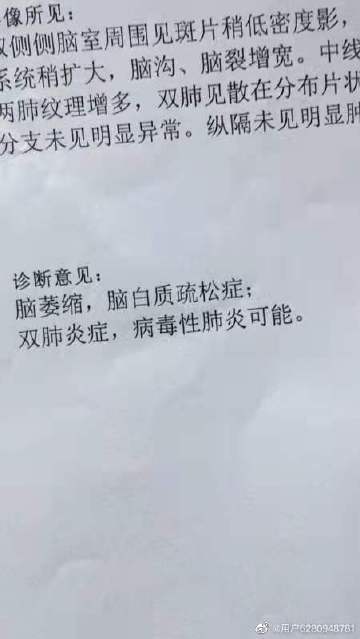 像所见：
双侧侧脑室周围见斑片稍低密度影，
系统稍扩大，脑沟、脑裂增宽。中线
两肺纹理增多，双肺见散在分布片状
分支未见明显异常。纵隔未见明显肿
诊断意见：
脑萎缩，脑白质疏松症；
双肺炎症，病毒性肺炎可能。
@用户6280948781